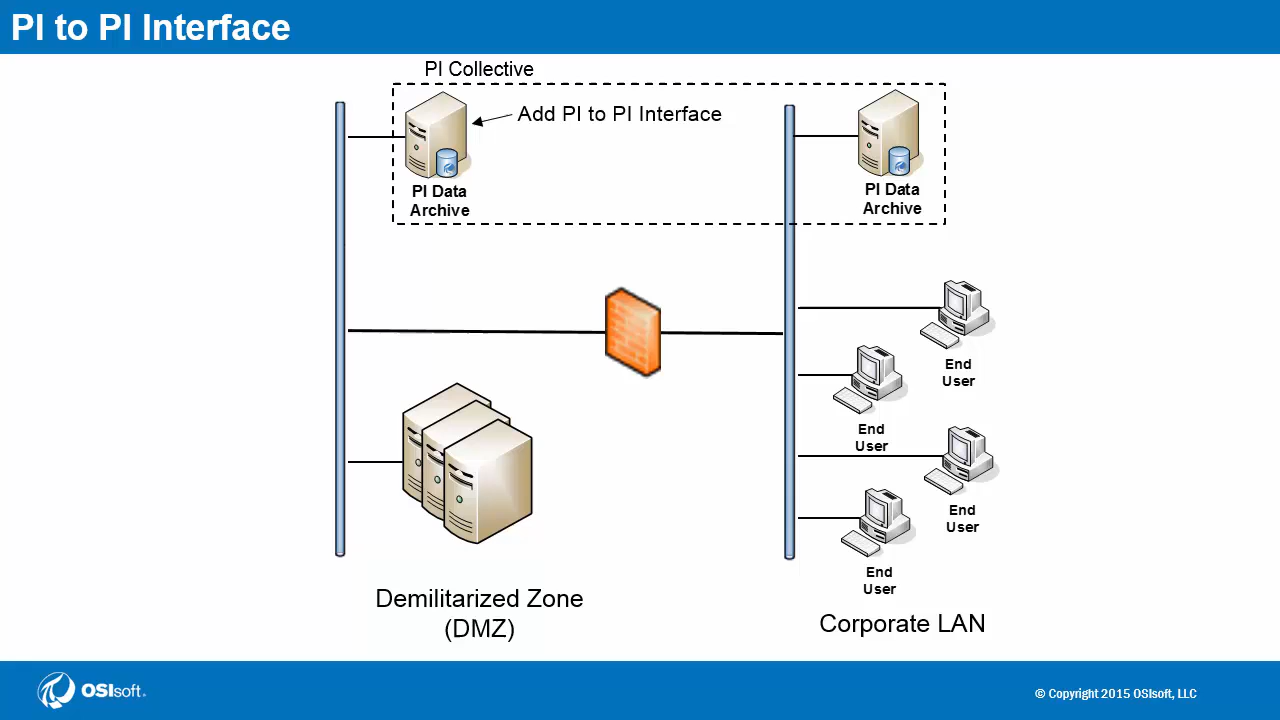 PI to PI Interface
PI Collective
Add PI to PI Interface
PI Data
Archive
PI Data
Archive
End
User
End
User
End
User
End
User
Demilitarized Zone
(DMZ)
Corporate LAN
OSIsoft.
© Copyright 2015 OSIsoft, LLC